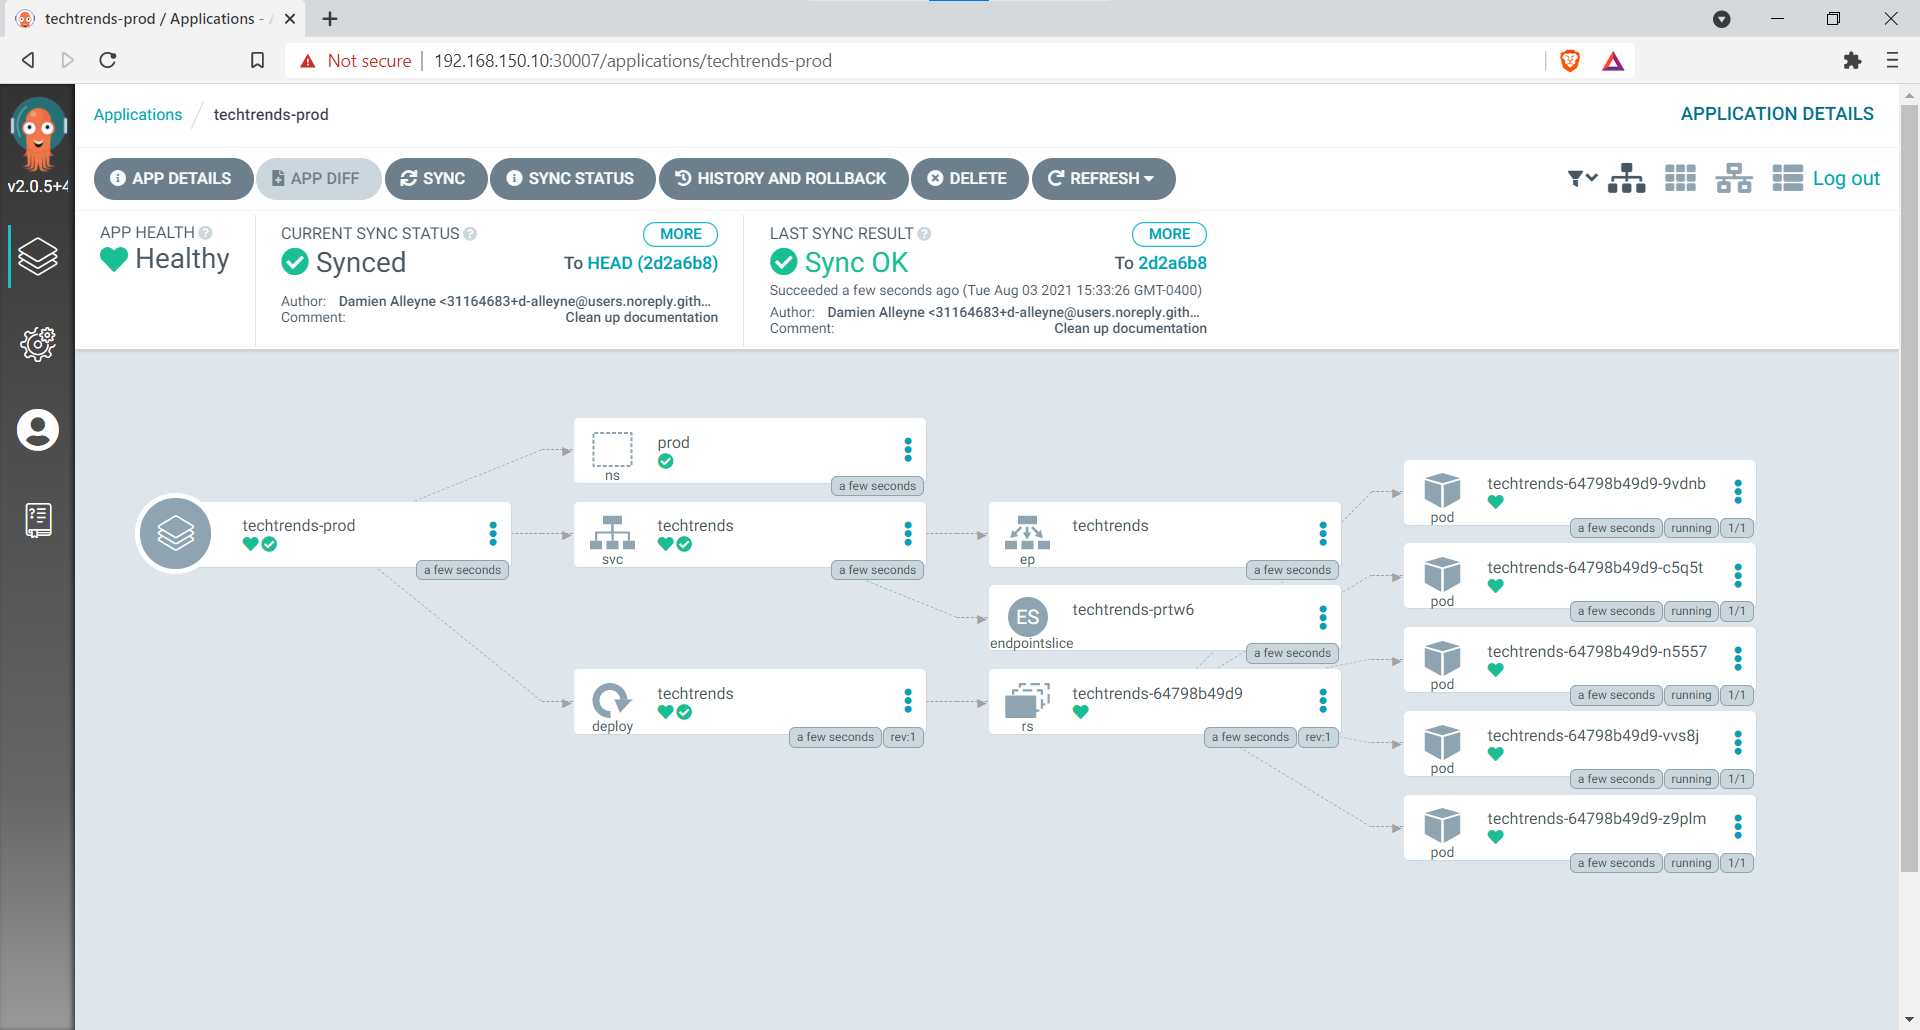 techtrends-prod / Applications -
Not secure
192.168.150.10:30007/applications/techtrends-prod
v2.0.5+4
Applications / techtrends-prod
APPLICATION DETAILS
APP DETAILS
APP DIFF
SYNC
SYNC STATUS
HISTORY AND ROLLBACK
DELETE
REFRESH
Log out
APP HEALTH
Healthy
CURRENT SYNC STATUS
MORE
Synced
To HEAD (2d2a6b8)
Author: Damien Alleyne <31164683+d-alleyne@users.noreply.gith...
Comment: Clean up documentation
LAST SYNC RESULT
MORE
Sync OK
To 2d2a6b8
Succeeded a few seconds ago (Tue Aug 03 2021 15:33:26 GMT-0400)
Author: Damien Alleyne <31164683+d-alleyne@users.noreply.gith...
Comment: Clean up documentation
techtrends-prod
a few seconds
prod
ns
a few seconds
techtrends
svc
a few seconds
techtrends
deploy
a few seconds rev:1
techtrends
ep
a few seconds
ES
techtrends-prtw6
endpointslice
a few seconds
techtrends-64798b49d9
rs
a few seconds rev:1
techtrends-64798b49d9-9vdnb
pod
a few seconds running 1/1
techtrends-64798b49d9-c5q5t
pod
a few seconds running 1/1
techtrends-64798b49d9-n5557
pod
a few seconds running 1/1
techtrends-64798b49d9-vvs8j
pod
a few seconds running 1/1
techtrends-64798b49d9-z9plm
pod
a few seconds running 1/1